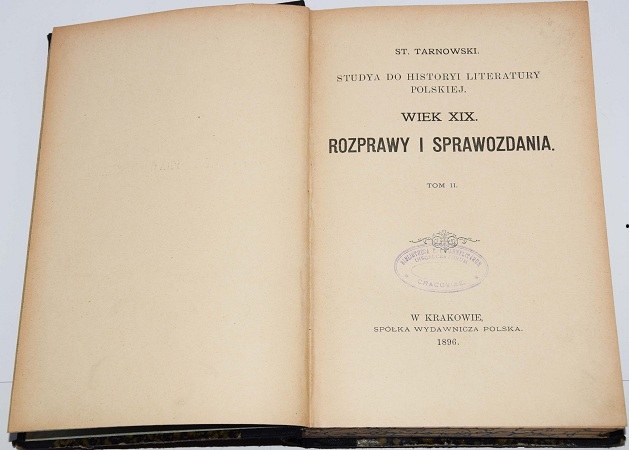 ST. TARNOWSKI.
STUDYA DO HISTORYI LITERATURY
POLSKIEJ.
WIEK XIX.
ROZPRAWY I SPRAWOZDANIA.
TOM II.
W KRAKOWIE,
SPÓŁKA WYDAWNICZA POLSKA.
1896.